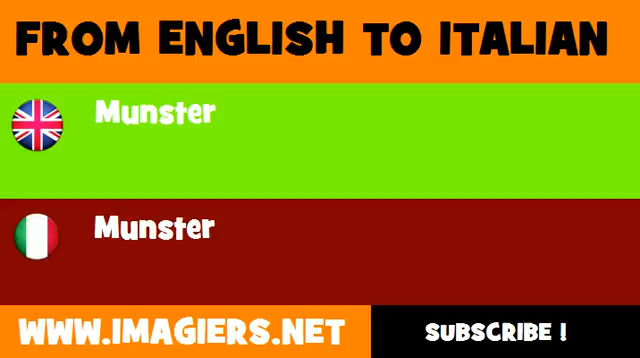 FROM ENGLISH TO ITALIAN
Munster
Munster
WWW.IMAGIERS.NET
SUBSCRIBE !